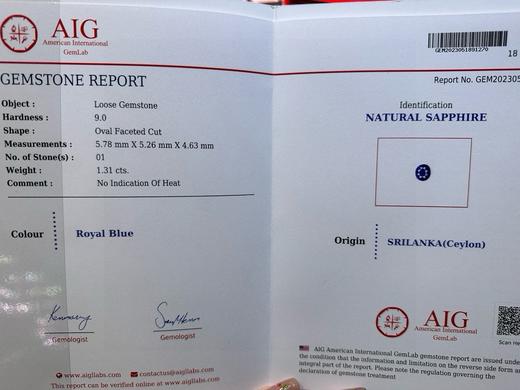 AIG
American International
GemLab
GEMSTONE REPORT
Object : Loose Gemstone
Hardness : 9.0
Shape : Oval Faceted Cut
Measurements : 5.78 mm X 5.26 mm X 4.63 mm
No. of Stone(s) : 01
Weight : 1.31 cts.
Comment : No Indication Of Heat
Colour Royal Blue
Gemologist
Gemologist
www.aigllabs.com contactus@aigllabs.com
This report can be verified online at www.aigllabs.com
GEM2023051891270
18
Report No. GEM202305
Identification
NATURAL SAPPHIRE
Origin SRILANKA(Ceylon)
AIG
American International
GemLab
Scan He
AIG American International GemLab gemstone report are issued unde
the condition that the information and limitation on the reverse side form a
integral part of the report. Please note the regulation governing the
declaration of gemstone treatment